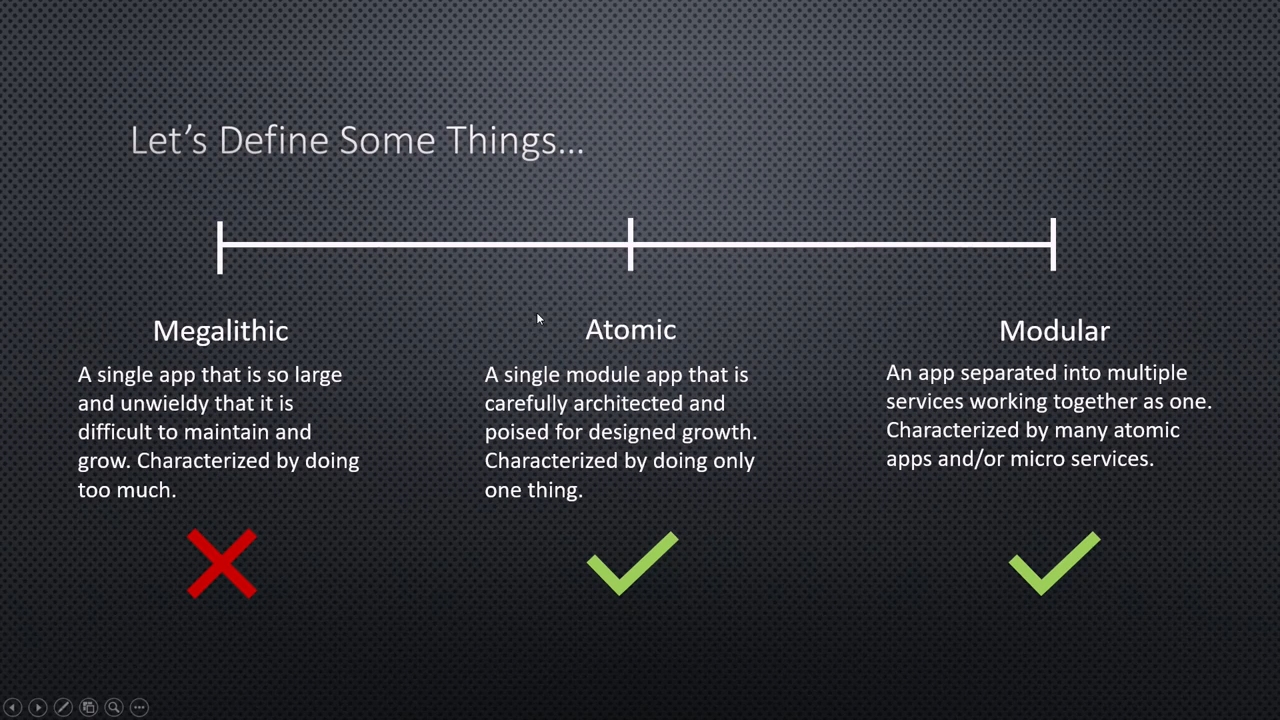 Let's Define Some Things...
Megalithic
A single app that is so large
and unwieldy that it is
difficult to maintain and
grow. Characterized by doing
too much.
Atomic
A single module app that is
carefully architected and
poised for designed growth.
Characterized by doing only
one thing.
Modular
An app separated into multiple
services working together as one.
Characterized by many atomic
apps and/or micro services.